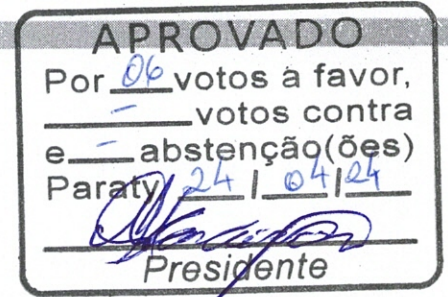 APROVADO
Por 06 votos a favor,
- votos contra
e - abstenção(ões)
Paraty, 24 / 04 / 24
Presidente